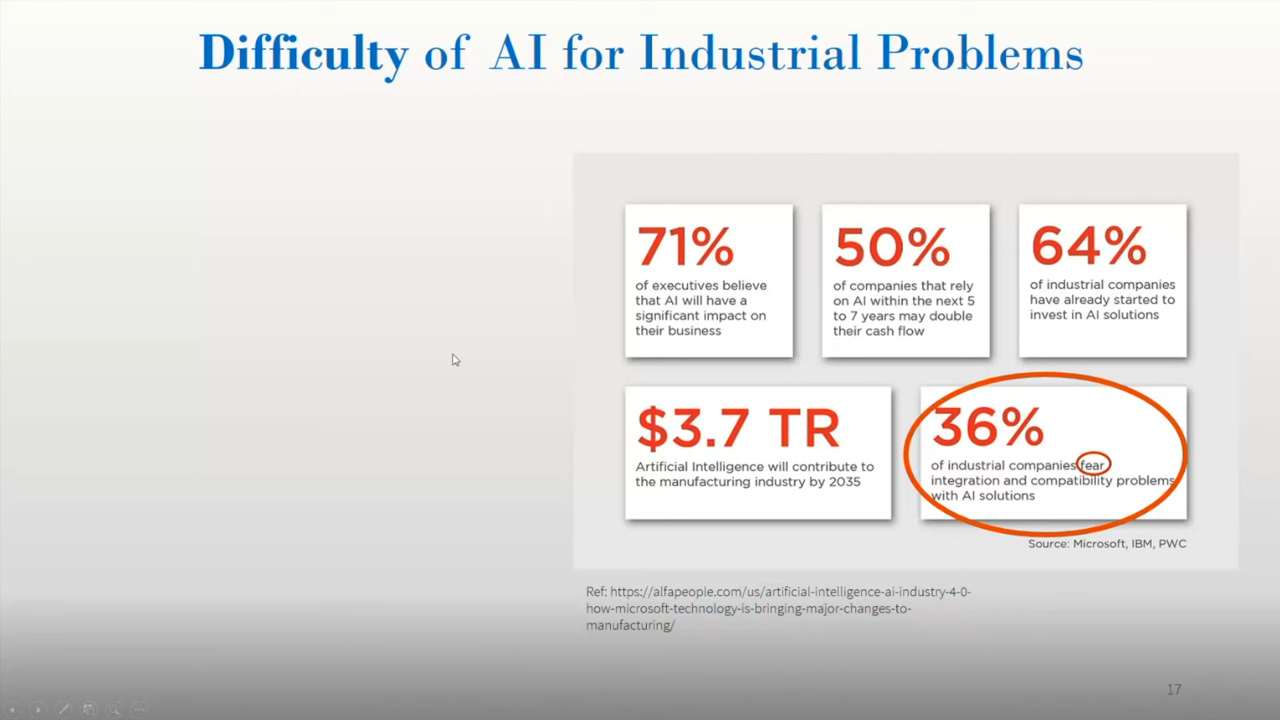 Difficulty of AI for Industrial Problems
71%
of executives believe
that AI will have a
significant impact on
their business
50%
of companies that rely
on AI within the next 5
to 7 years may double
their cash flow
64%
of industrial companies
have already started to
invest in AI solutions
$3.7 TR
Artificial Intelligence will contribute to
the manufacturing industry by 2035
36%
of industrial companies fear
integration and compatibility problems
with AI solutions
Source: Microsoft, IBM, PWC
Ref: https://alfapeople.com/us/artificial-intelligence-ai-industry-4-0-
how-microsoft-technology-is-bringing-major-changes-to-
manufacturing/
17